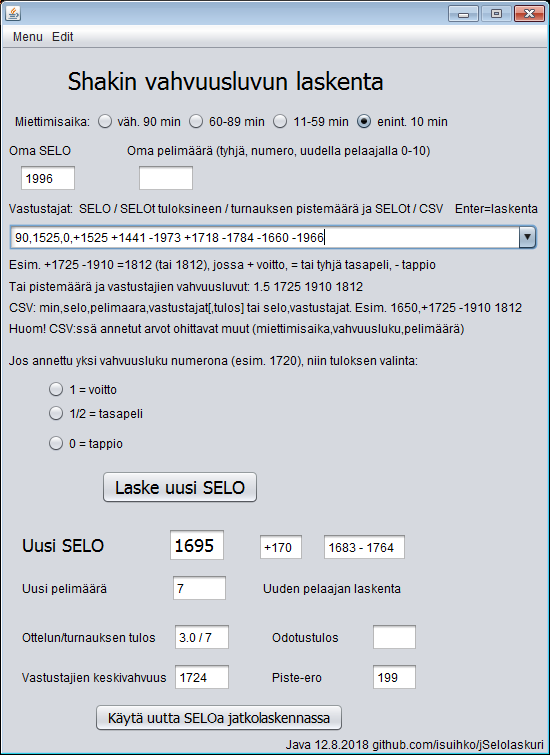 Menu Edit
Shakin vahvuusluvun laskenta
Miettimisaika: väh. 90 min 60-89 min 11-59 min enint. 10 min
Oma SELO Oma pelimäärä (tyhjä, numero, uudella pelaajalla 0-10)
1996
Vastustajat: SELO / SELOt tuloksineen / turnauksen pistemäärä ja SELOt / CSV Enter=laskenta
90,1525,0,+1525 +1441 -1973 +1718 -1784 -1660 -1966
Esim. +1725 -1910 =1812 (tai 1812), jossa + voitto, = tai tyhjä tasapeli, - tappio
Tai pistemäärä ja vastustajien vahvuusluvut: 1.5 1725 1910 1812
CSV: min,selo,pelimaara,vastustajat[,tulos] tai selo,vastustajat. Esim. 1650,+1725 -1910 1812
Huom! CSV:ssä annetut arvot ohittavat muut (miettimisaika,vahvuusluku,pelimäärä)
Jos annettu yksi vahvuusluku numerona (esim. 1720), niin tuloksen valinta:
1 = voitto
1/2 = tasapeli
0 = tappio
Laske uusi SELO
Uusi SELO 1695 +170 1683 - 1764
Uusi pelimäärä 7 Uuden pelaajan laskenta
Ottelun/turnauksen tulos 3.0 / 7 Odotustulos
Vastustajien keskivahvuus 1724 Piste-ero 199
Käytä uutta SELOa jatkolaskennassa
Java 12.8.2018 github.com/isuihko/jSelolaskuri